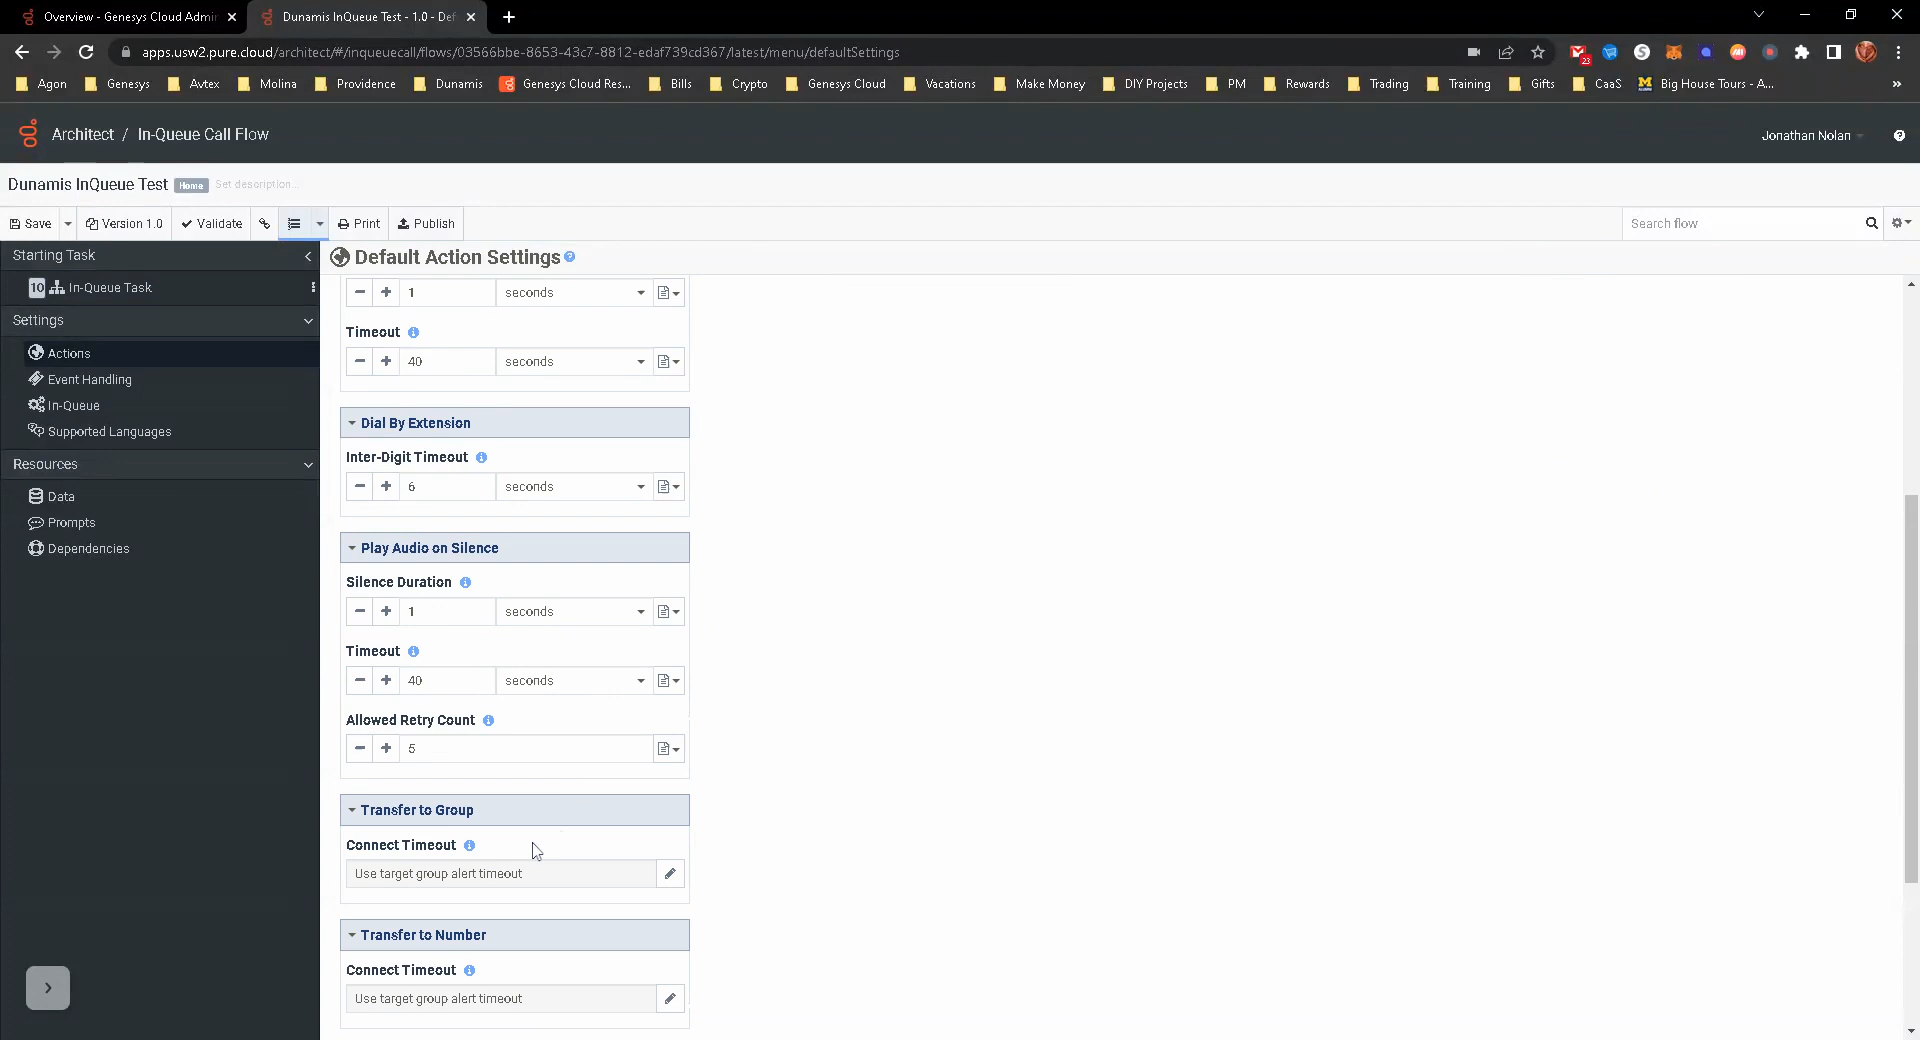 Overview - Genesys Cloud Admin
Dunamis InQueue Test - 1.0 - Def
apps.usw2.pure.cloud/architect/#/inqueuecall/flows/03566bbe-8653-43c7-8812-edaf739cd367/latest/menu/defaultSettings
23
Agon
Genesys
Avtex
Molina
Providence
Dunamis
Genesys Cloud Res...
Bills
Crypto
Genesys Cloud
Vacations
Make Money
DIY Projects
PM
Rewards
Trading
Training
Gifts
CaaS
Big House Tours - A...
Architect / In-Queue Call Flow
Jonathan Nolan
Dunamis InQueue Test Home Set description...
Save
Version 1.0
Validate
Print
Publish
Search flow
Starting Task
10 In-Queue Task
Settings
Actions
Event Handling
In-Queue
Supported Languages
Resources
Data
Prompts
Dependencies
Default Action Settings
1 seconds
Timeout
40 seconds
Dial By Extension
Inter-Digit Timeout
6 seconds
Play Audio on Silence
Silence Duration
1 seconds
Timeout
40 seconds
Allowed Retry Count
5
Transfer to Group
Connect Timeout
Use target group alert timeout
Transfer to Number
Connect Timeout
Use target group alert timeout